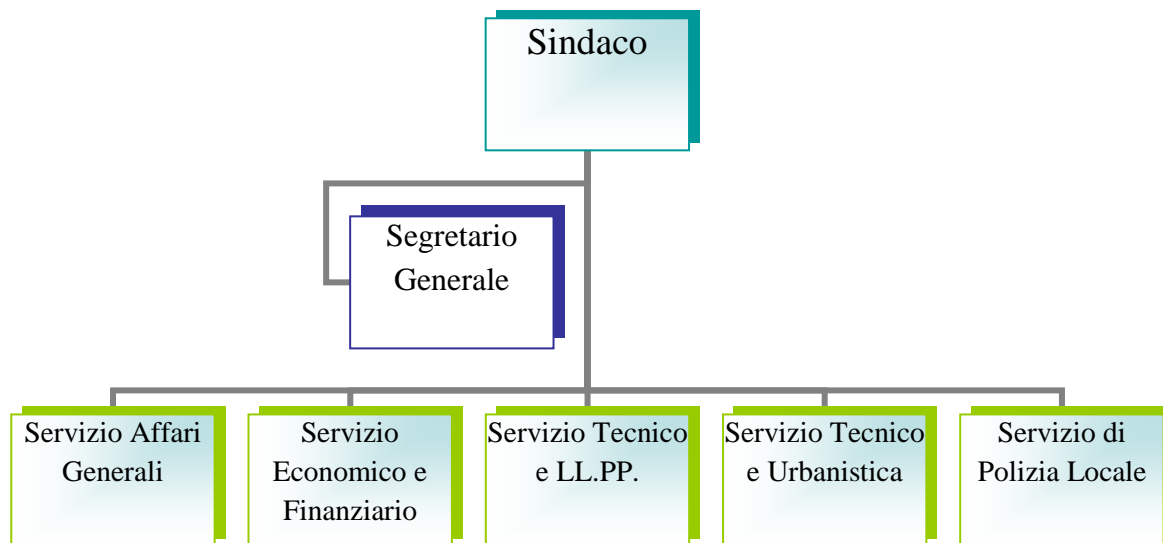 Sindaco
Segretario
Generale
Servizio Affari
Generali
Servizio
Economico e
Finanziario
Servizio Tecnico
e LL.PP.
Servizio Tecnico
e Urbanistica
Servizio di
Polizia Locale